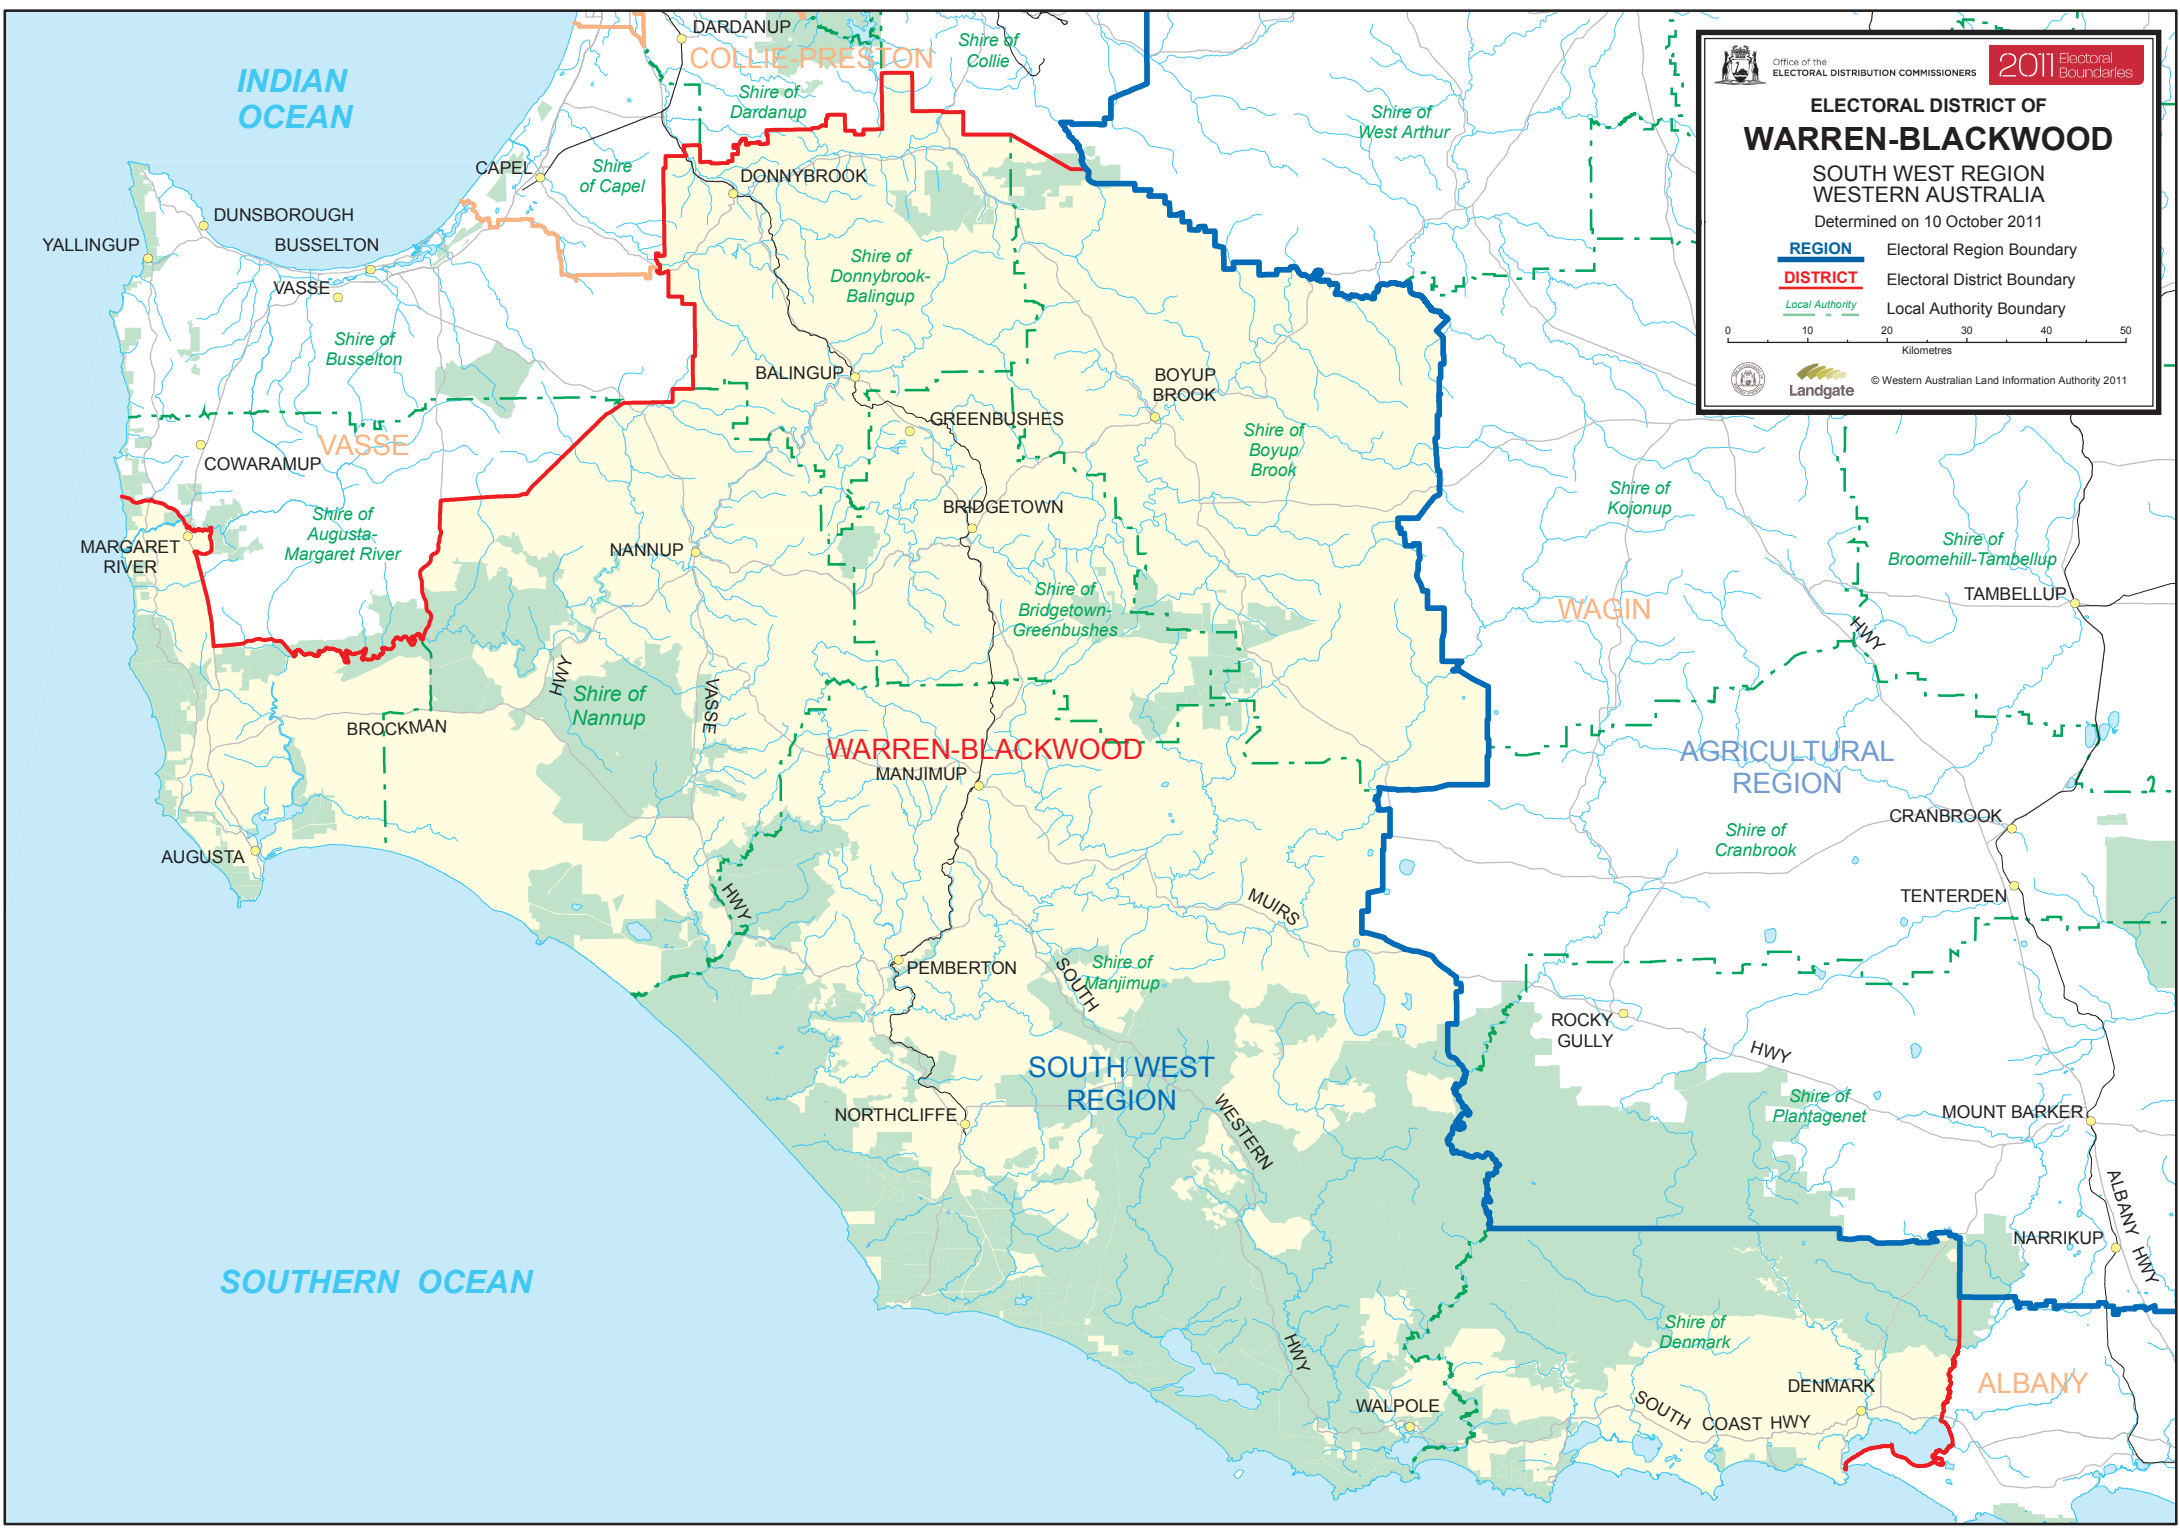 INDIAN
OCEAN
DARDANUP
COLLIE-PRESTON
Shire of
Collie
Shire of
Dardanup
Shire of
West Arthur
CAPEL
Shire
of Capel
DONNYBROOK
DUNSBOROUGH
YALLINGUP
BUSSELTON
VASSE
Shire of
Donnybrook-
Balingup
Shire of
Busselton
BALINGUP
BOYUP
BROOK
GREENBUSHES
VASSE
COWARAMUP
Shire of
Boyup
Brook
Shire of
Kojonup
Shire of
Augusta-
Margaret River
BRIDGETOWN
MARGARET
RIVER
NANNUP
Shire of
Broomehill-Tambellup
TAMBELLUP
Shire of
Bridgetown-
Greenbushes
WAGIN
HWY
HWY
Shire of
Nannup
VASSE
BROCKMAN
WARREN-BLACKWOOD
MANJIMUP
AGRICULTURAL
REGION
CRANBROOK
Shire of
Cranbrook
AUGUSTA
HWY
MUIRS
TENTERDEN
PEMBERTON
SOUTH
Shire of
Manjimup
ROCKY
GULLY
HWY
SOUTH WEST
REGION
NORTHCLIFFE
WESTERN
Shire of
Plantagenet
MOUNT BARKER
ALBANY HWY
NARRIKUP
SOUTHERN OCEAN
HWY
Shire of
Denmark
DENMARK
ALBANY
WALPOLE
SOUTH COAST HWY
Office of the
ELECTORAL DISTRIBUTION COMMISSIONERS
2011 Electoral
Boundaries
ELECTORAL DISTRICT OF
WARREN-BLACKWOOD
SOUTH WEST REGION
WESTERN AUSTRALIA
Determined on 10 October 2011
REGION Electoral Region Boundary
DISTRICT Electoral District Boundary
Local Authority Local Authority Boundary
0 10 20 30 40 50
Kilometres
Landgate
© Western Australian Land Information Authority 2011